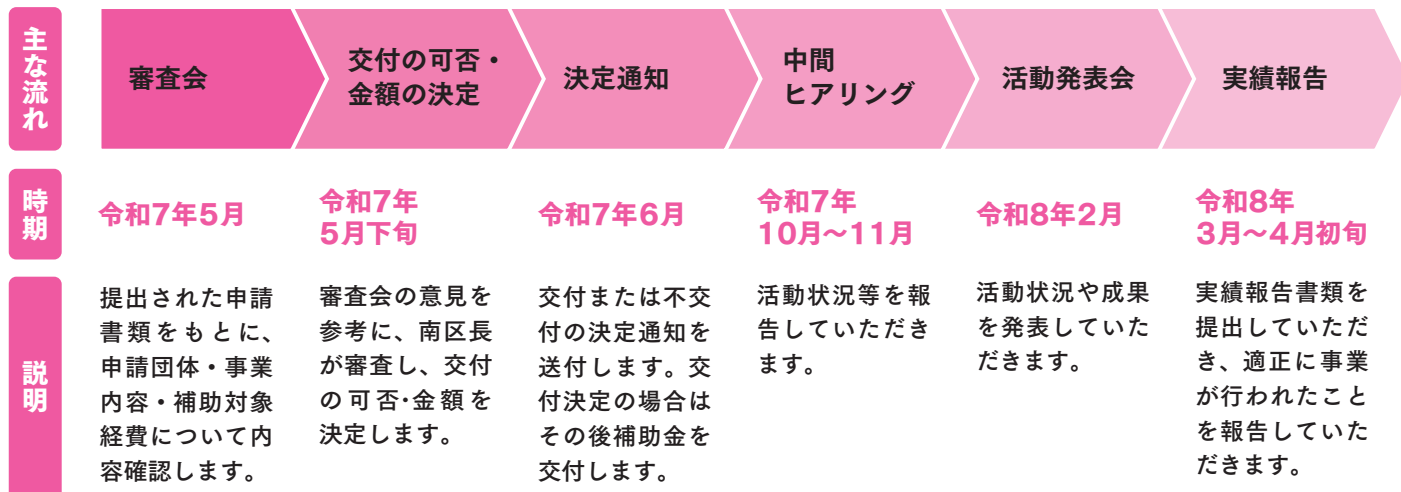 主な流れ
審査会
交付の可否・
金額の決定
決定通知
中間
ヒアリング
活動発表会
実績報告
時期
令和7年5月
令和7年
5月下旬
令和7年6月
令和7年
10月〜11月
令和8年2月
令和8年
3月〜4月初旬
説明
提出された申請
書類をもとに、
申請団体・事業
内容・補助対象
経費について内
容確認します。
審査会の意見を
参考に、南区長
が審査し、交付
の可否・金額を
決定します。
交付または不交
付の決定通知を
送付します。交
付決定の場合は
その後補助金を
交付します。
活動状況等を報
告していただき
ます。
活動状況や成果
を発表していた
だきます。
実績報告書類を
提出していただ
き、適正に事業
が行われたこと
を報告していた
だきます。